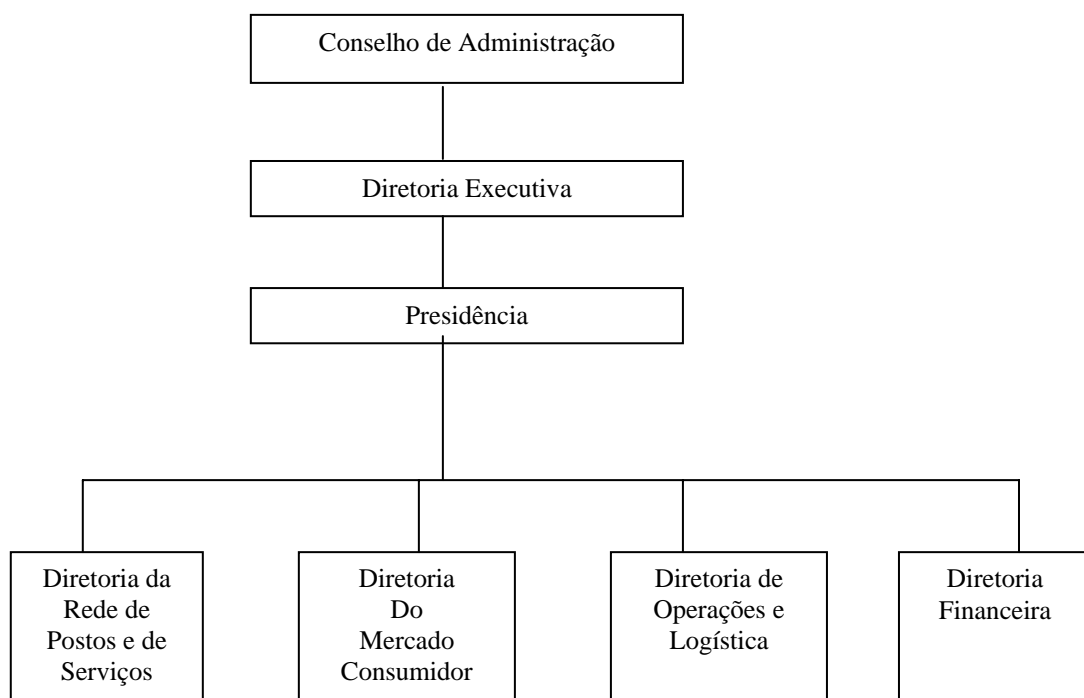 Conselho de Administração
Diretoria Executiva
Presidência
Diretoria da
Rede de
Postos e de
Serviços
Diretoria
Do
Mercado
Consumidor
Diretoria de
Operações e
Logística
Diretoria
Financeira